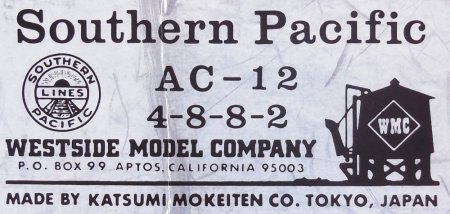 Southern Pacific
SOUTHERN
LINES
PACIFIC
AC-12
4-8-8-2
WMC
WESTSIDE MODEL COMPANY
P.O. BOX 99 APTOS, CALIFORNIA 95003
MADE BY KATSUMI MOKEITEN CO. TOKYO, JAPAN